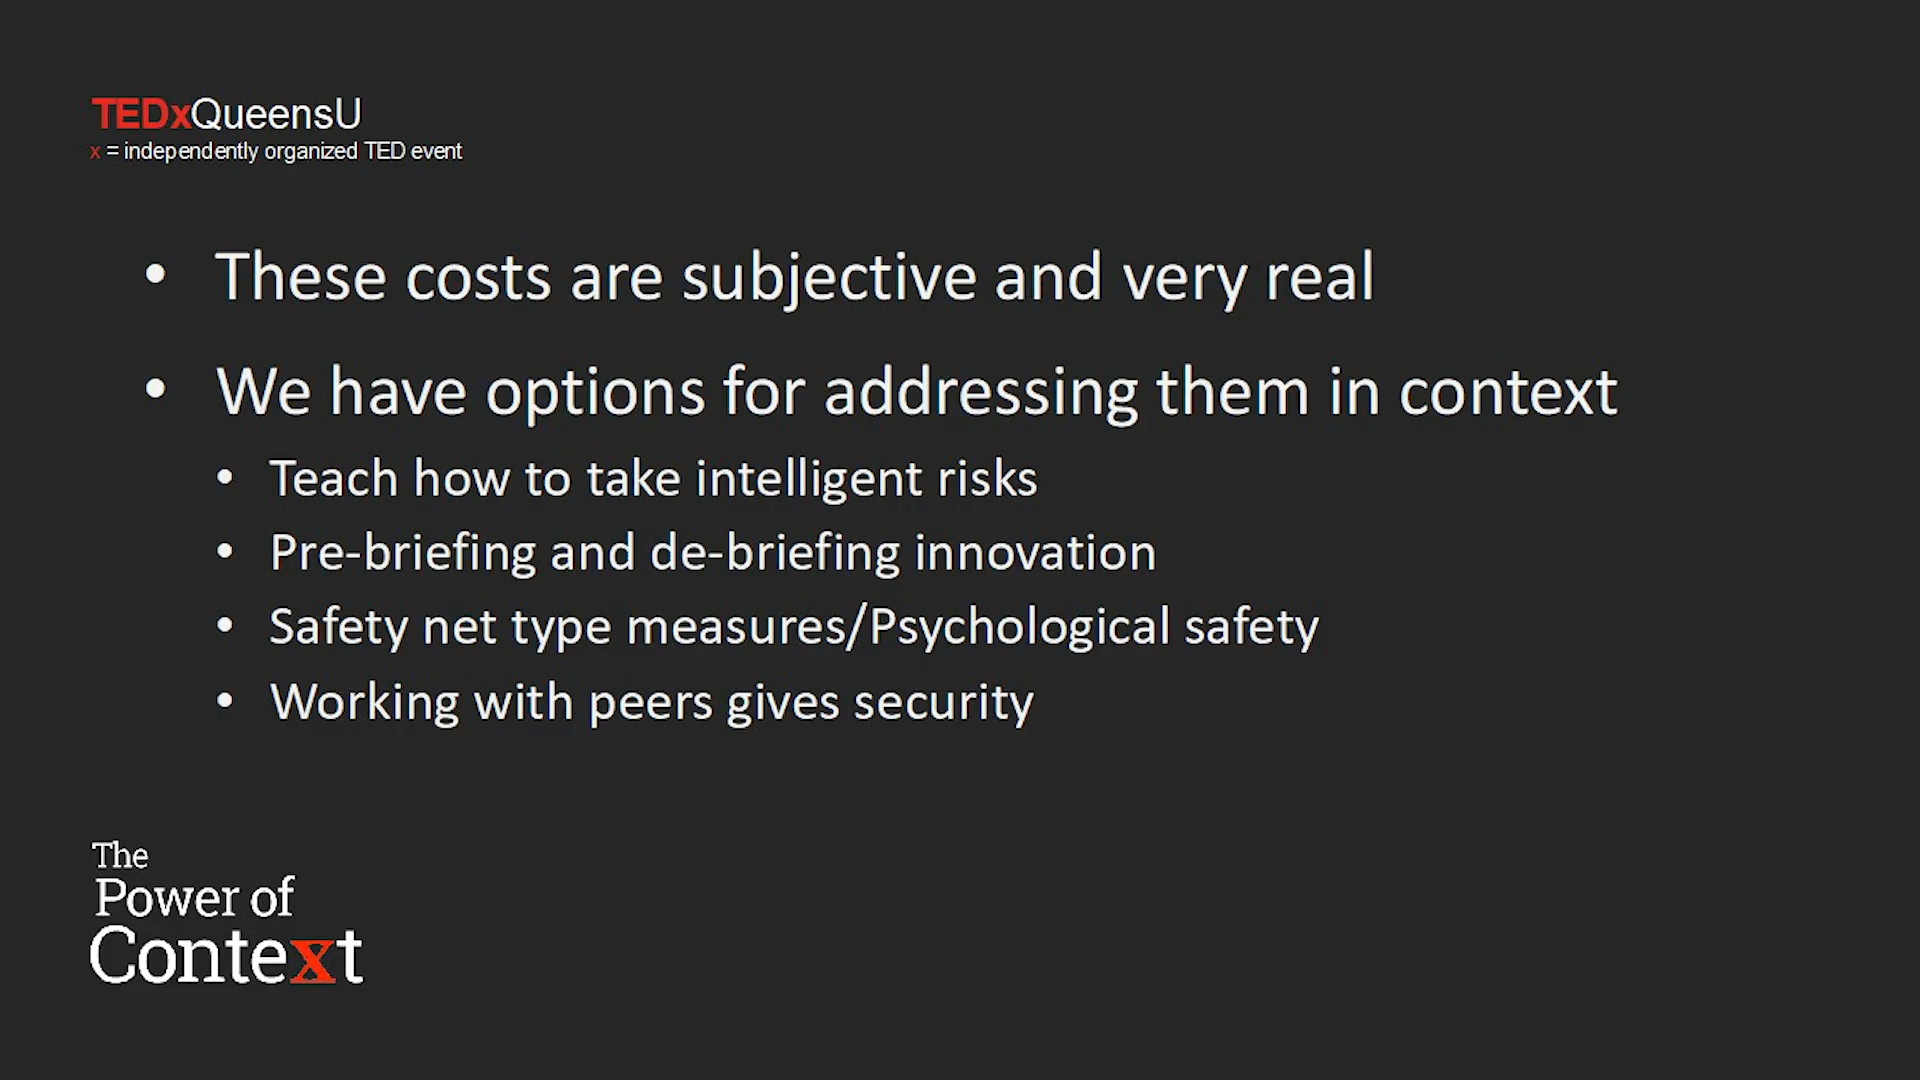 TEDxQueensU
x = independently organized TED event
• These costs are subjective and very real
• We have options for addressing them in context
• Teach how to take intelligent risks
• Pre-briefing and de-briefing innovation
• Safety net type measures/Psychological safety
• Working with peers gives security
The
Power of
Context